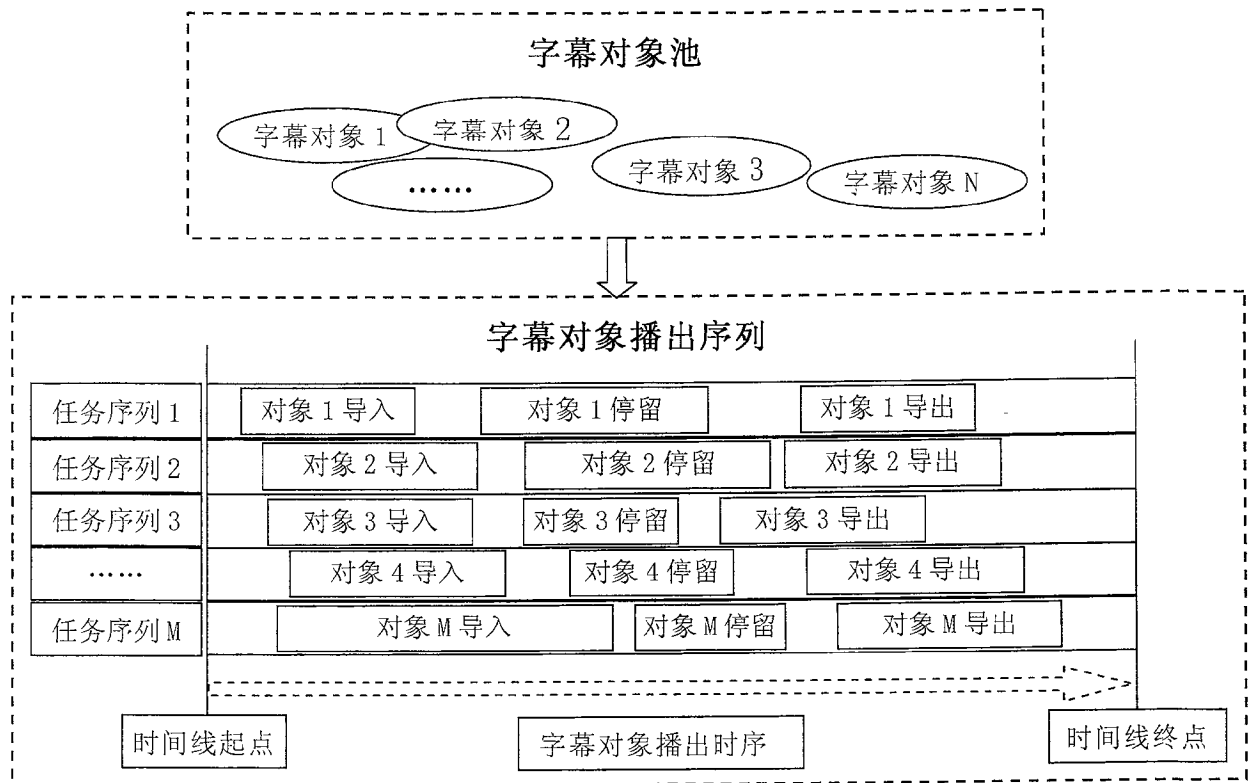 字幕对象池
字幕对象 1
字幕对象 2
字幕对象 3
字幕对象 N
……
字幕对象播出序列
任务序列 1 对象 1 导入 对象 1 停留 对象 1 导出
任务序列 2 对象 2 导入 对象 2 停留 对象 2 导出
任务序列 3 对象 3 导入 对象 3 停留 对象 3 导出
…… 对象 4 导入 对象 4 停留 对象 4 导出
任务序列 M 对象 M 导入 对象 M 停留 对象 M 导出
时间线起点 字幕对象播出时序 时间线终点